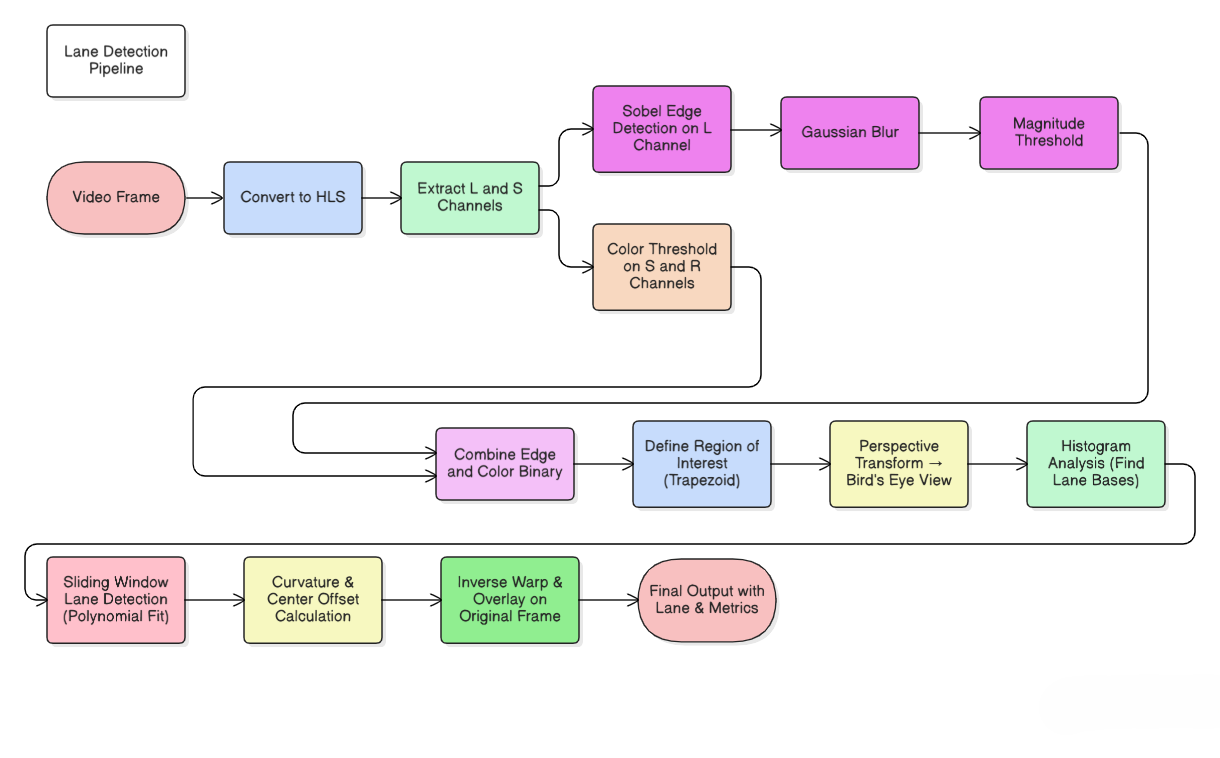 Lane Detection
Pipeline
Video Frame
Convert to HLS
Extract L and S
Channels
Sobel Edge
Detection on L
Channel
Gaussian Blur
Magnitude
Threshold
Color Threshold
on S and R
Channels
Combine Edge
and Color Binary
Define Region of
Interest
(Trapezoid)
Perspective
Transform →
Bird's Eye View
Histogram
Analysis (Find
Lane Bases)
Sliding Window
Lane Detection
(Polynomial Fit)
Curvature &
Center Offset
Calculation
Inverse Warp &
Overlay on
Original Frame
Final Output with
Lane & Metrics